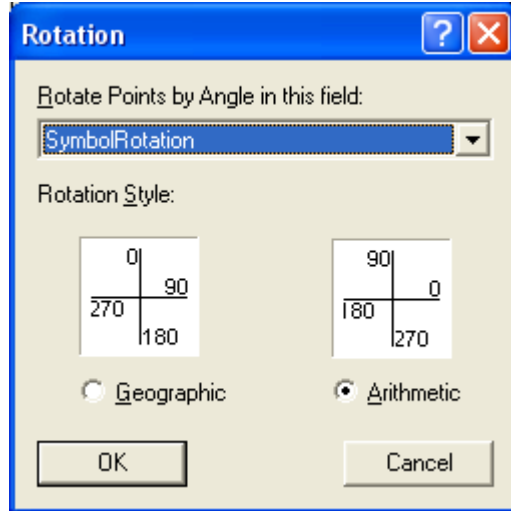 Rotation
Rotate Points by Angle in this field:
SymbolRotation
Rotation Style:
0
90
270
180
90
0
180
270
Geographic
Arithmetic
OK
Cancel